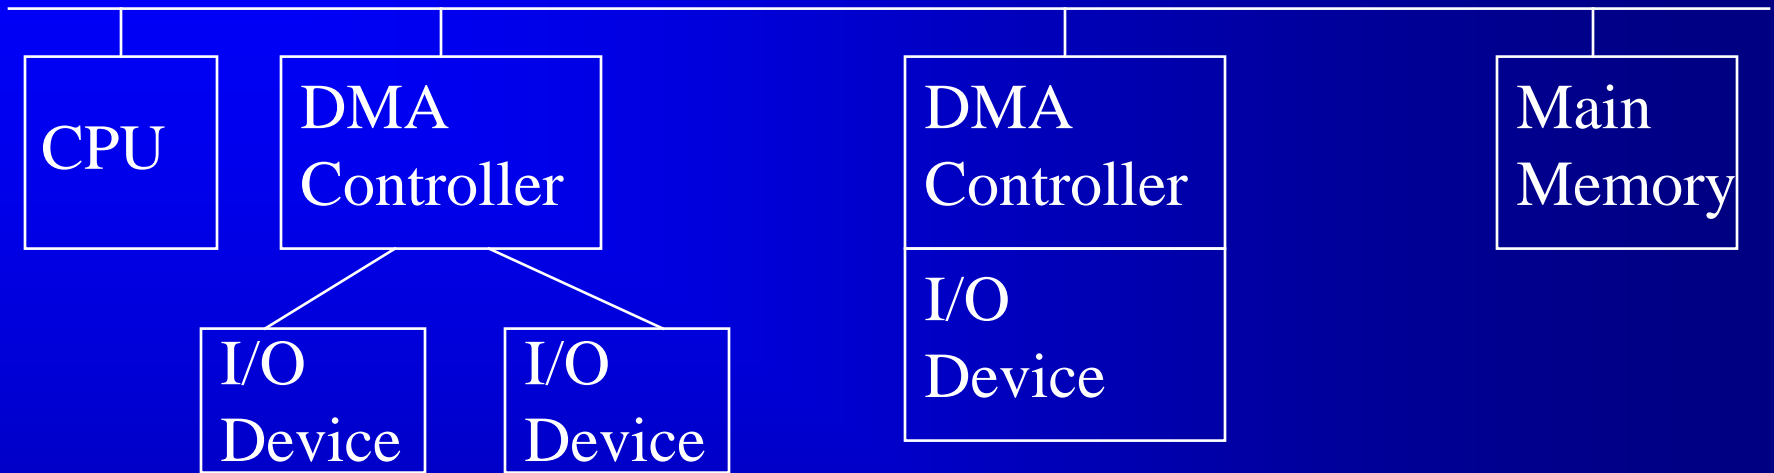 CPU
DMA
Controller
DMA
Controller
Main
Memory
I/O
Device
I/O
Device
I/O
Device